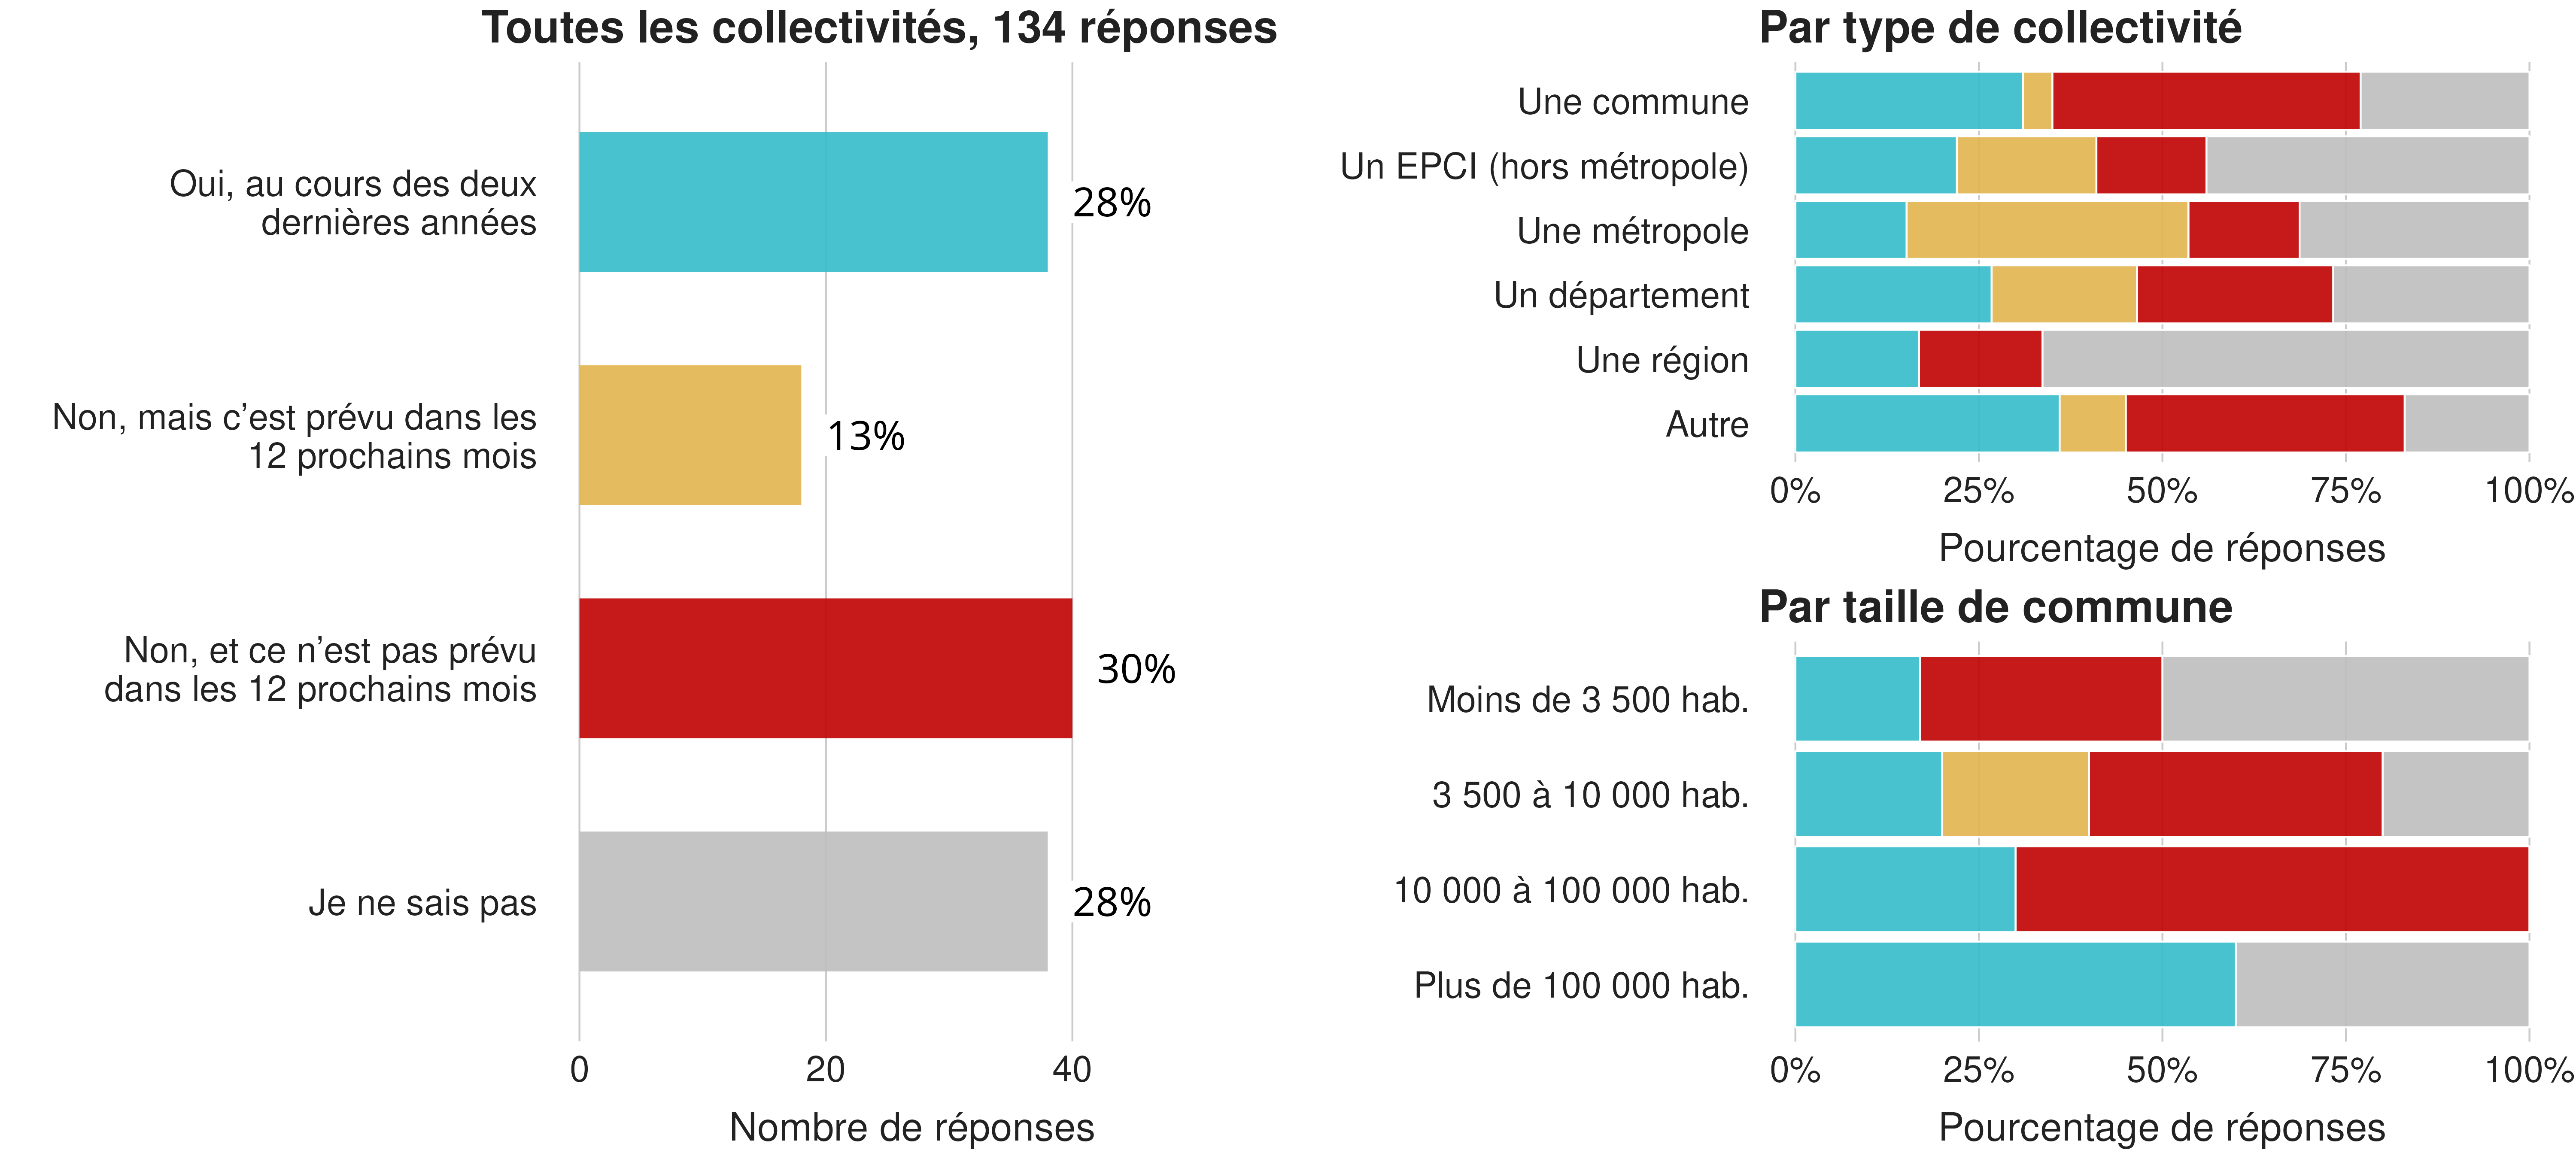 Toutes les collectivités, 134 réponses
Oui, au cours des deux
dernières années
28%
Non, mais c’est prévu dans les
12 prochains mois
13%
Non, et ce n’est pas prévu
dans les 12 prochains mois
30%
Je ne sais pas
28%
0 20 40
Nombre de réponses
Par type de collectivité
Une commune
Un EPCI (hors métropole)
Une métropole
Un département
Une région
Autre
0% 25% 50% 75% 100%
Pourcentage de réponses
Par taille de commune
Moins de 3 500 hab.
3 500 à 10 000 hab.
10 000 à 100 000 hab.
Plus de 100 000 hab.
0% 25% 50% 75% 100%
Pourcentage de réponses